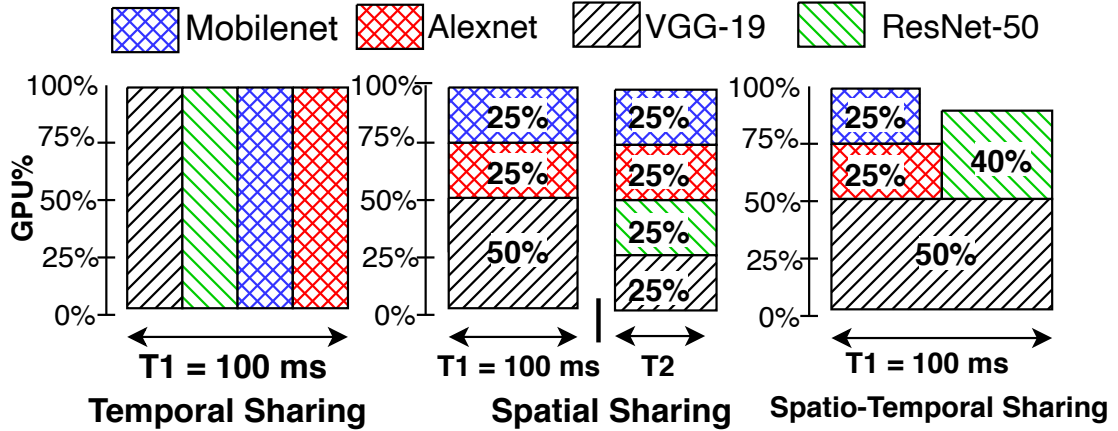 Mobilenet Alexnet VGG-19 ResNet-50
GPU%
100%
75%
50%
25%
0%
T1 = 100 ms
Temporal Sharing
100%
75%
50%
25%
0%
25%
25%
50%
25%
25%
25%
25%
T1 = 100 ms
T2
Spatial Sharing
100%
75%
50%
25%
0%
25%
25%
40%
50%
T1 = 100 ms
Spatio-Temporal Sharing